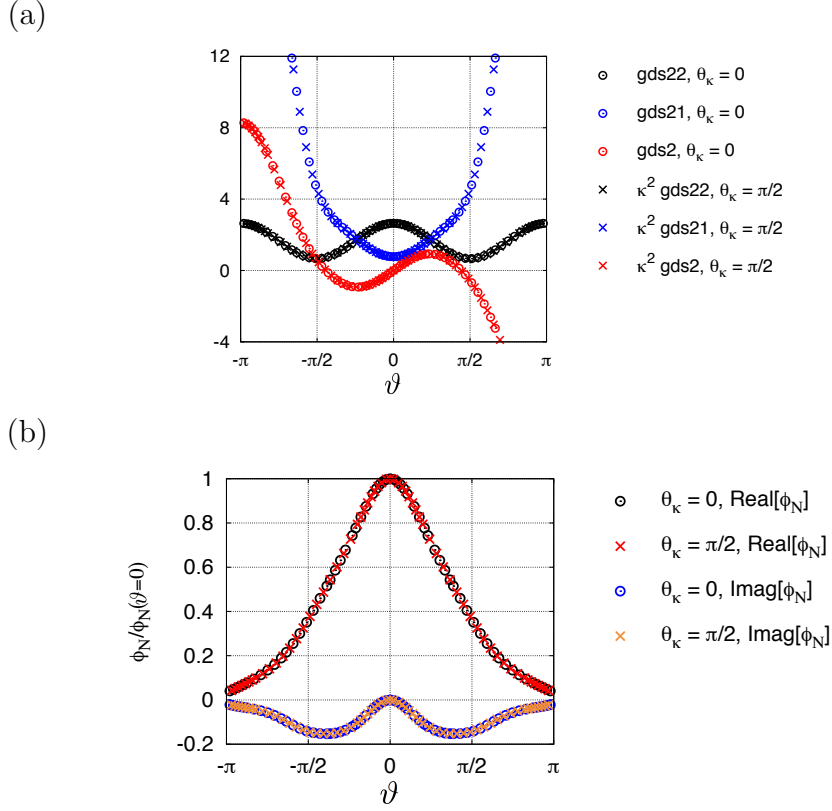 (a)
12
8
4
0
-4
-π
-π/2
0
π/2
π
ϑ
gds22, θκ = 0
gds21, θκ = 0
gds2, θκ = 0
κ² gds22, θκ = π/2
κ² gds21, θκ = π/2
κ² gds2, θκ = π/2
(b)
ϕN/ϕN(ϑ=0)
1
0.8
0.6
0.4
0.2
0
-0.2
-π
-π/2
0
π/2
π
ϑ
θκ = 0, Real[ϕN]
θκ = π/2, Real[ϕN]
θκ = 0, Imag[ϕN]
θκ = π/2, Imag[ϕN]